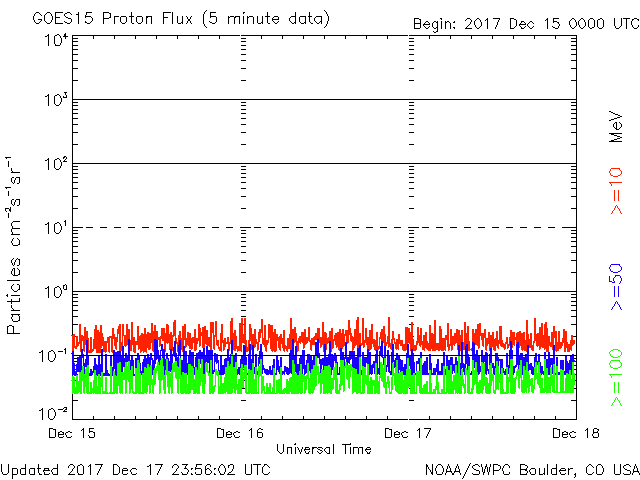 GOES15 Proton Flux (5 minute data)
Begin: 2017 Dec 15 0000 UTC
10⁴
10³
10²
10¹
10⁰
10⁻¹
10⁻²
Particles cm⁻²s⁻¹sr⁻¹
MeV
>=10
>=50
>=100
Dec 15 Dec 16 Dec 17 Dec 18
Universal Time
Updated 2017 Dec 17 23:56:02 UTC
NOAA/SWPC Boulder, CO USA